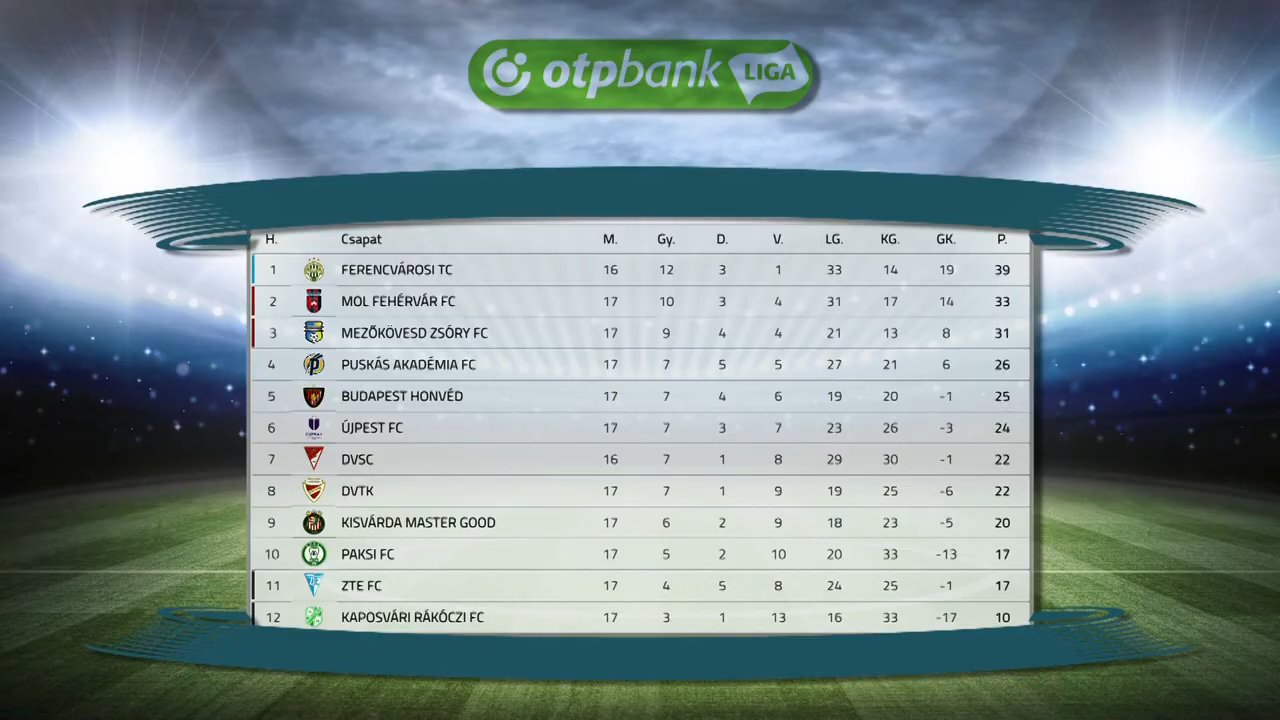 otpbank LIGA
H. Csapat M. Gy. D. V. LG. KG. GK. P.
1 FERENCVÁROSI TC 16 12 3 1 33 14 19 39
2 MOL FEHÉRVÁR FC 17 10 3 4 31 17 14 33
3 MEZŐKÖVESD ZSÓRY FC 17 9 4 4 21 13 8 31
4 PUSKÁS AKADÉMIA FC 17 7 5 5 27 21 6 26
5 BUDAPEST HONVÉD 17 7 4 6 19 20 -1 25
6 ÚJPEST FC 17 7 3 7 23 26 -3 24
7 DVSC 16 7 1 8 29 30 -1 22
8 DVTK 17 7 1 9 19 25 -6 22
9 KISVÁRDA MASTER GOOD 17 6 2 9 18 23 -5 20
10 PAKSI FC 17 5 2 10 20 33 -13 17
11 ZTE FC 17 4 5 8 24 25 -1 17
12 KAPOSVÁRI RÁKÓCZI FC 17 3 1 13 16 33 -17 10